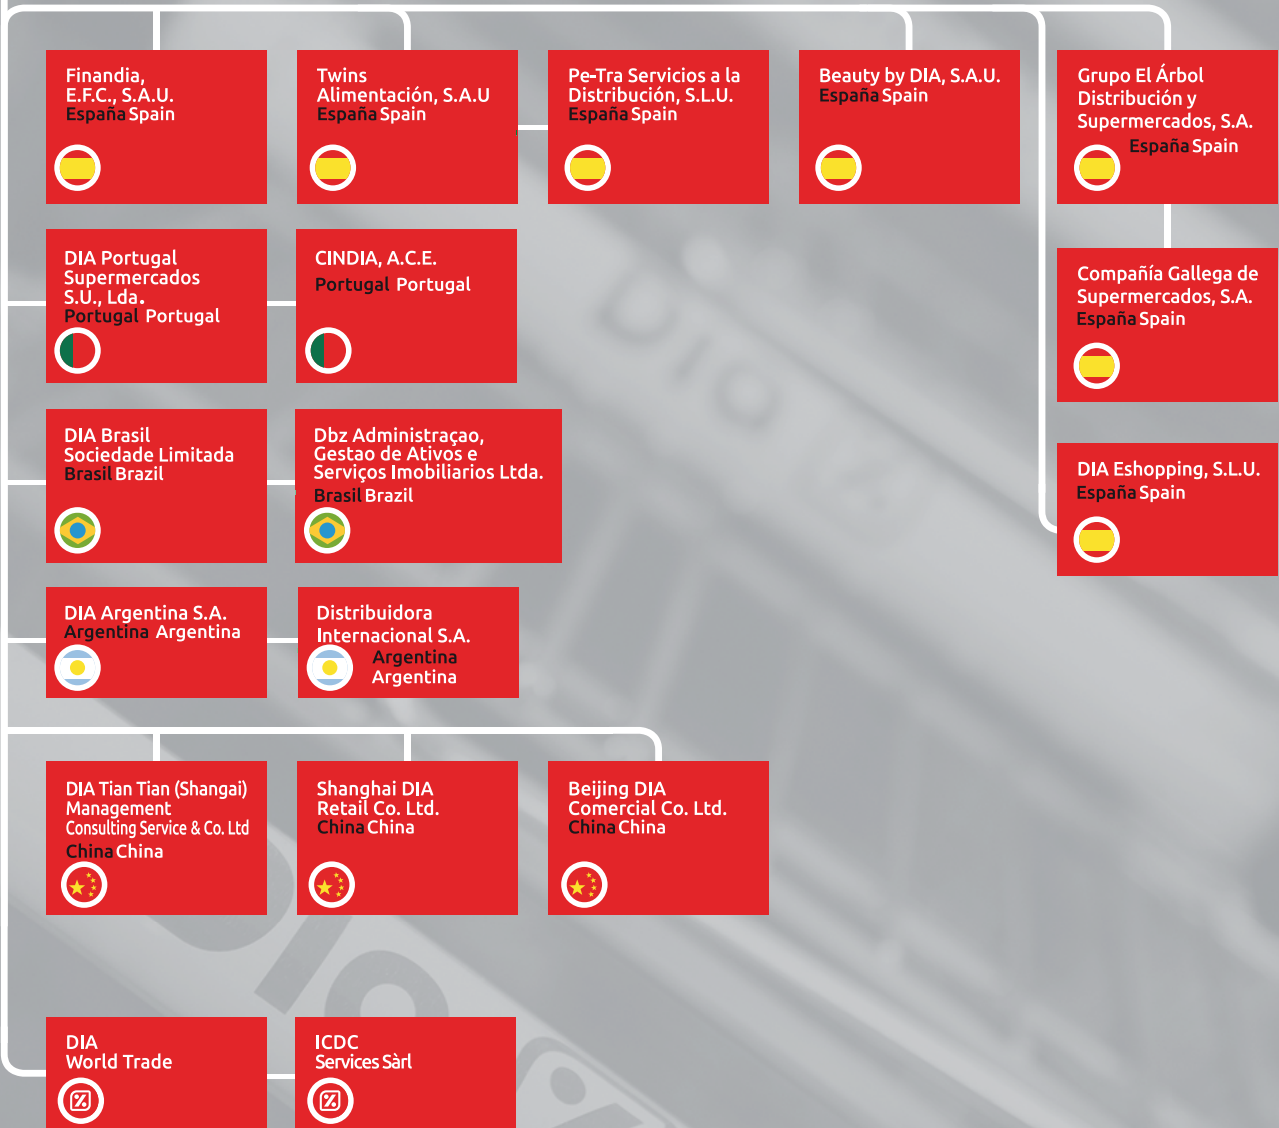 Finandia,
E.F.C., S.A.U.
España Spain
Twins
Alimentación, S.A.U
España Spain
Pe-Tra Servicios a la
Distribución, S.L.U.
España Spain
Beauty by DIA, S.A.U.
España Spain
Grupo El Árbol
Distribución y
Supermercados, S.A.
España Spain
DIA Portugal
Supermercados
S.U., Lda.
Portugal Portugal
CINDIA, A.C.E.
Portugal Portugal
Compañía Gallega de
Supermercados, S.A.
España Spain
DIA Brasil
Sociedade Limitada
Brasil Brazil
Dbz Administraçao,
Gestao de Ativos e
Serviços Imobiliarios Ltda.
Brasil Brazil
DIA Eshopping, S.L.U.
España Spain
DIA Argentina S.A.
Argentina Argentina
Distribuidora
Internacional S.A.
Argentina
Argentina
DIA Tian Tian (Shangai)
Management
Consulting Service & Co. Ltd
China China
Shanghai DIA
Retail Co. Ltd.
China China
Beijing DIA
Comercial Co. Ltd.
China China
DIA
World Trade
ICDC
Services Sàrl